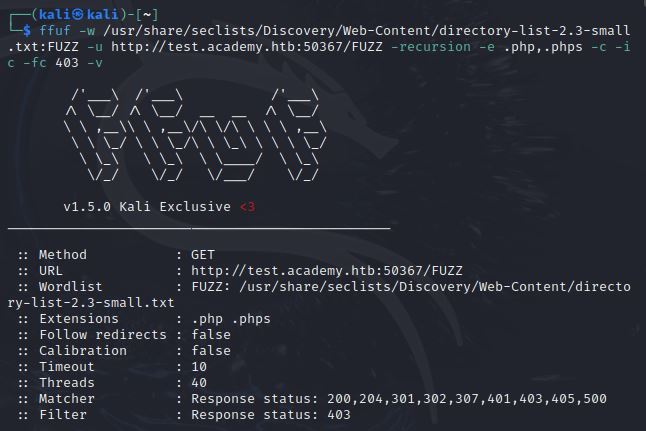 ┌──(kali㉿kali)-[~]
└─$ ffuf -w /usr/share/seclists/Discovery/Web-Content/directory-list-2.3-small
.txt:FUZZ -u http://test.academy.htb:50367/FUZZ -recursion -e .php,.phps -c -i
c -fc 403 -v
v1.5.0 Kali Exclusive <3
:: Method : GET
:: URL : http://test.academy.htb:50367/FUZZ
:: Wordlist : FUZZ: /usr/share/seclists/Discovery/Web-Content/directo
ry-list-2.3-small.txt
:: Extensions : .php .phps
:: Follow redirects : false
:: Calibration : false
:: Timeout : 10
:: Threads : 40
:: Matcher : Response status: 200,204,301,302,307,401,403,405,500
:: Filter : Response status: 403